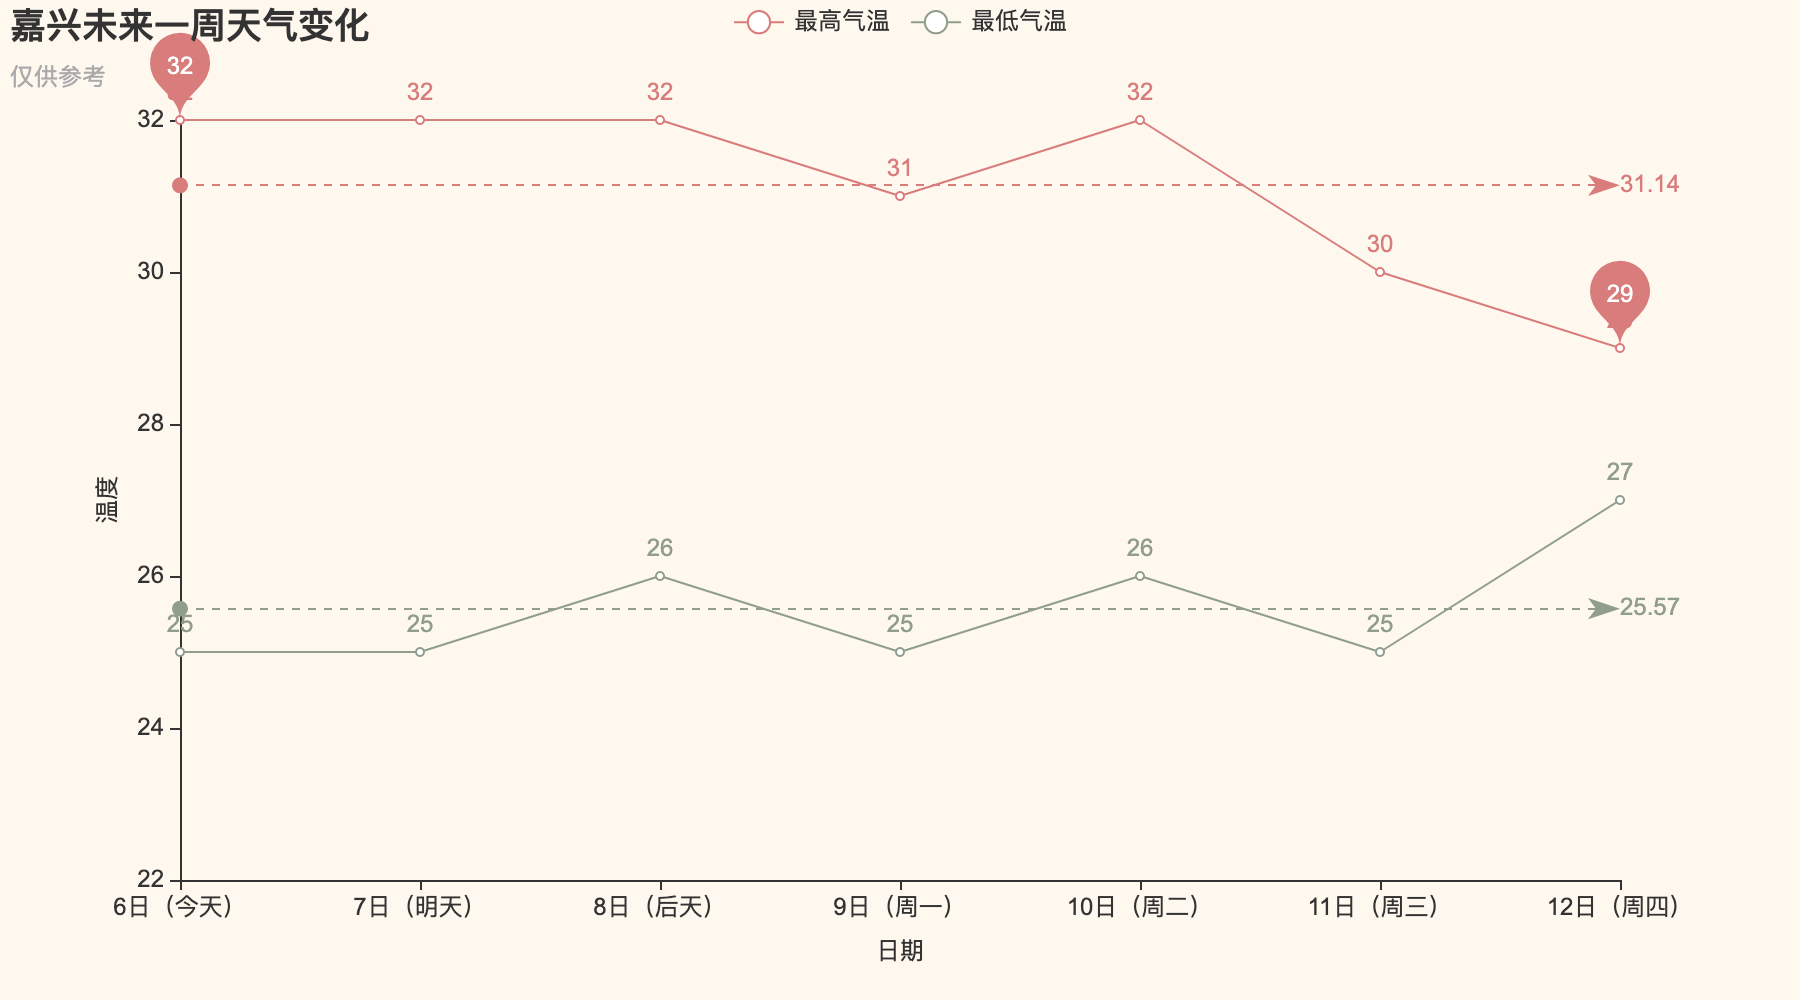 嘉兴未来一周天气变化
仅供参考
最高气温
最低气温
32
32
32
31
32
30
29
31.14
25
25
26
25
26
25
27
25.57
32
30
28
26
24
22
温度
6日（今天）
7日（明天）
8日（后天）
9日（周一）
10日（周二）
11日（周三）
12日（周四）
日期